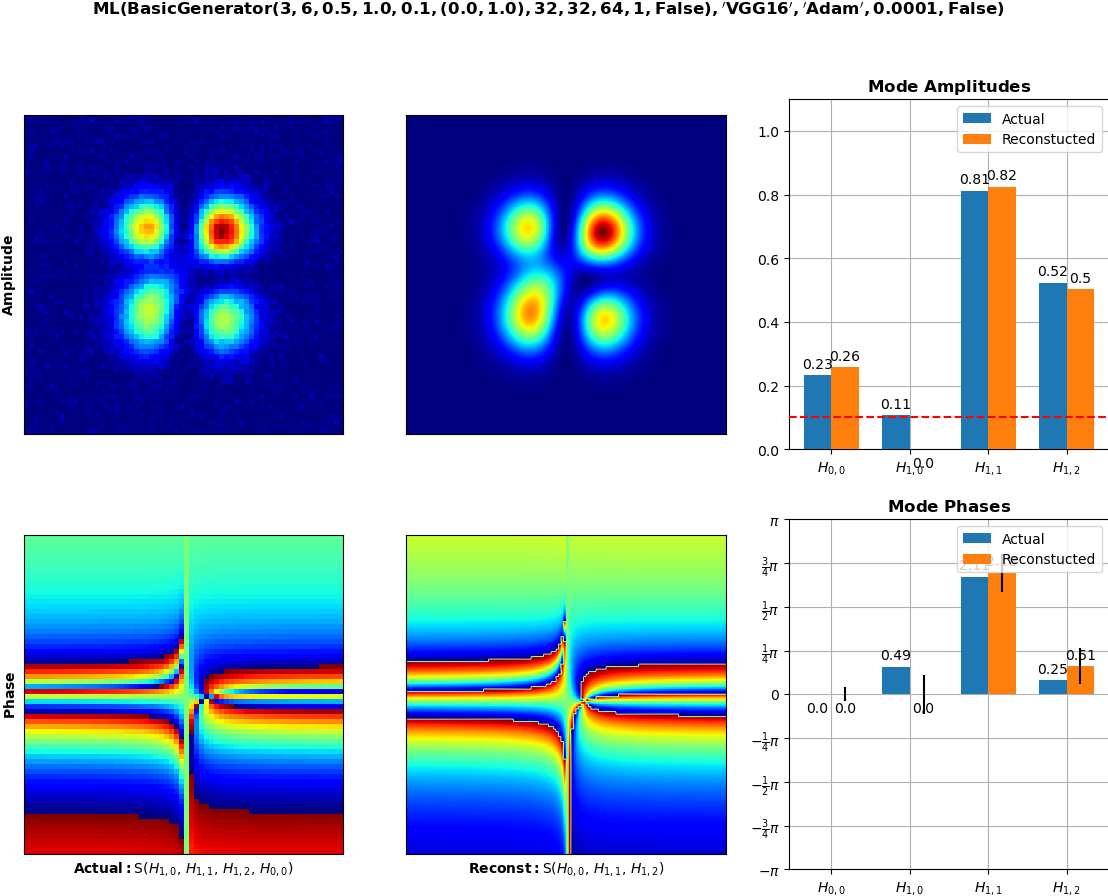 ML(BasicGenerator(3, 6, 0.5, 1.0, 0.1, (0.0, 1.0), 32, 32, 64, 1, False), ′VGG16′, ′Adam′, 0.0001, False)
Amplitude
Mode Amplitudes
Actual
Reconstucted
1.0
0.8
0.6
0.4
0.2
0.0
0.23
0.26
0.11
0.0
0.81
0.82
0.52
0.5
H0,0
H1,0
H1,1
H1,2
Phase
Actual: S(H1,0, H1,1, H1,2, H0,0)
Reconst: S(H0,0, H1,1, H1,2)
Mode Phases
Actual
Reconstucted
π
3/4π
1/2π
1/4π
0
−1/4π
−1/2π
−3/4π
−π
0.0
0.0
0.49
0.0
2.11
0.25
0.51
H0,0
H1,0
H1,1
H1,2